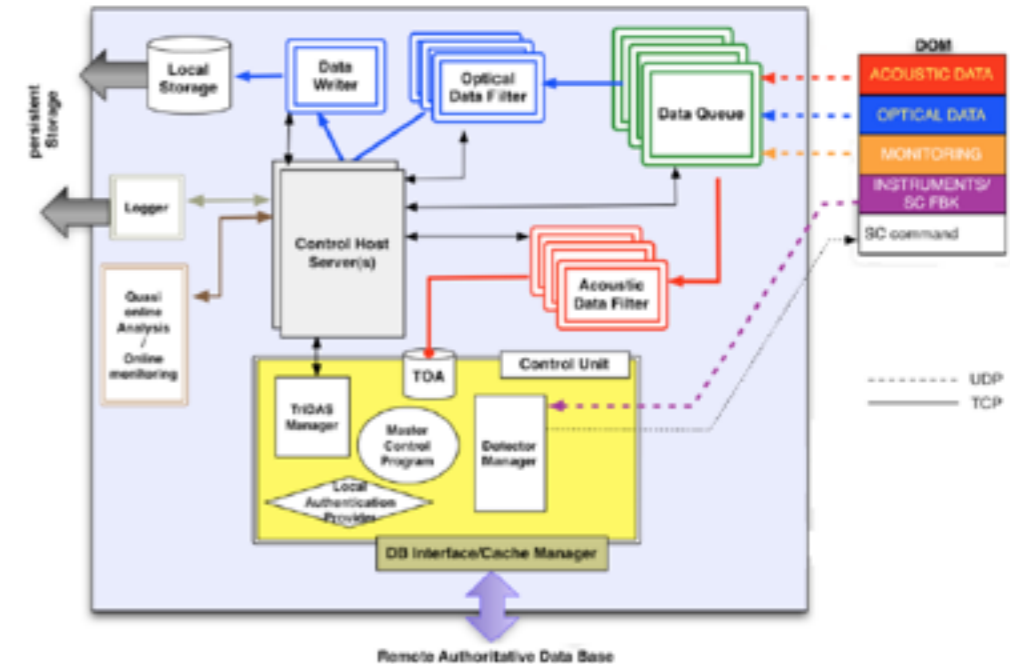 DOM
ACOUSTIC DATA
OPTICAL DATA
MONITORING
INSTRUMENTS/
SC FBK
SC command
Data Queue
Optical
Data Filter
Data
Writer
Local
Storage
persistent
Storage
Logger
Control Host
Server(s)
Quasi
online
Analysis
/
Online
monitoring
Acoustic
Data Filter
Control Unit
TOA
TriDAS
Manager
Master
Control
Program
Detector
Manager
Local
Authentication
Provider
DB Interface/Cache Manager
Remote Authoritative Data Base
UDP
TCP